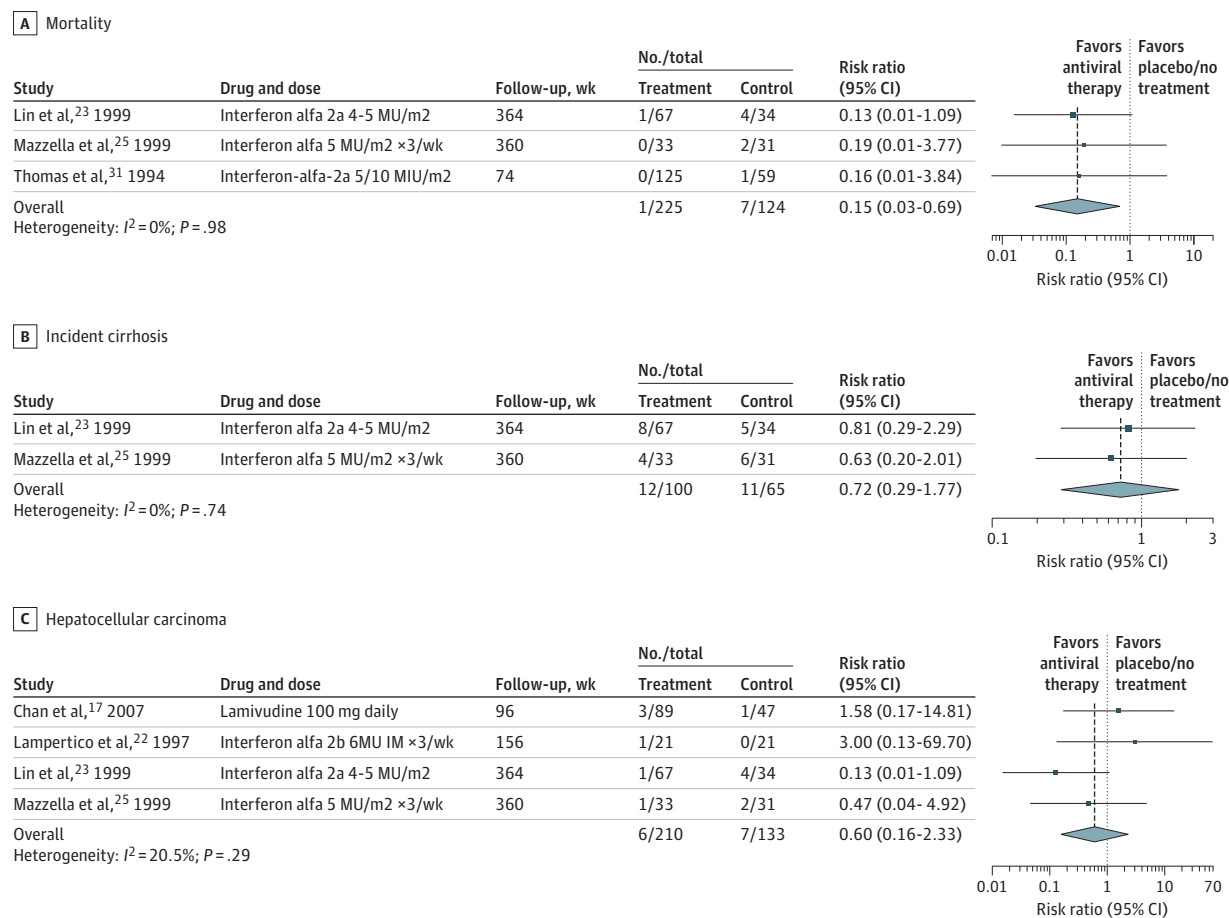 A Mortality
No./total
Favors antiviral therapy
Favors placebo/no treatment
Study Drug and dose Follow-up, wk Treatment Control Risk ratio (95% CI)
Lin et al,23 1999 Interferon alfa 2a 4-5 MU/m2 364 1/67 4/34 0.13 (0.01-1.09)
Mazzella et al,25 1999 Interferon alfa 5 MU/m2 ×3/wk 360 0/33 2/31 0.19 (0.01-3.77)
Thomas et al,31 1994 Interferon-alfa-2a 5/10 MIU/m2 74 0/125 1/59 0.16 (0.01-3.84)
Overall 1/225 7/124 0.15 (0.03-0.69)
Heterogeneity: I2 = 0%; P = .98
0.01 0.1 1 10
Risk ratio (95% CI)
B Incident cirrhosis
No./total
Favors antiviral therapy
Favors placebo/no treatment
Study Drug and dose Follow-up, wk Treatment Control Risk ratio (95% CI)
Lin et al,23 1999 Interferon alfa 2a 4-5 MU/m2 364 8/67 5/34 0.81 (0.29-2.29)
Mazzella et al,25 1999 Interferon alfa 5 MU/m2 ×3/wk 360 4/33 6/31 0.63 (0.20-2.01)
Overall 12/100 11/65 0.72 (0.29-1.77)
Heterogeneity: I2 = 0%; P = .74
0.1 1 3
Risk ratio (95% CI)
C Hepatocellular carcinoma
No./total
Favors antiviral therapy
Favors placebo/no treatment
Study Drug and dose Follow-up, wk Treatment Control Risk ratio (95% CI)
Chan et al,17 2007 Lamivudine 100 mg daily 96 3/89 1/47 1.58 (0.17-14.81)
Lampertico et al,22 1997 Interferon alfa 2b 6MU IM ×3/wk 156 1/21 0/21 3.00 (0.13-69.70)
Lin et al,23 1999 Interferon alfa 2a 4-5 MU/m2 364 1/67 4/34 0.13 (0.01-1.09)
Mazzella et al,25 1999 Interferon alfa 5 MU/m2 ×3/wk 360 1/33 2/31 0.47 (0.04- 4.92)
Overall 6/210 7/133 0.60 (0.16-2.33)
Heterogeneity: I2 = 20.5%; P = .29
0.01 0.1 1 10 70
Risk ratio (95% CI)